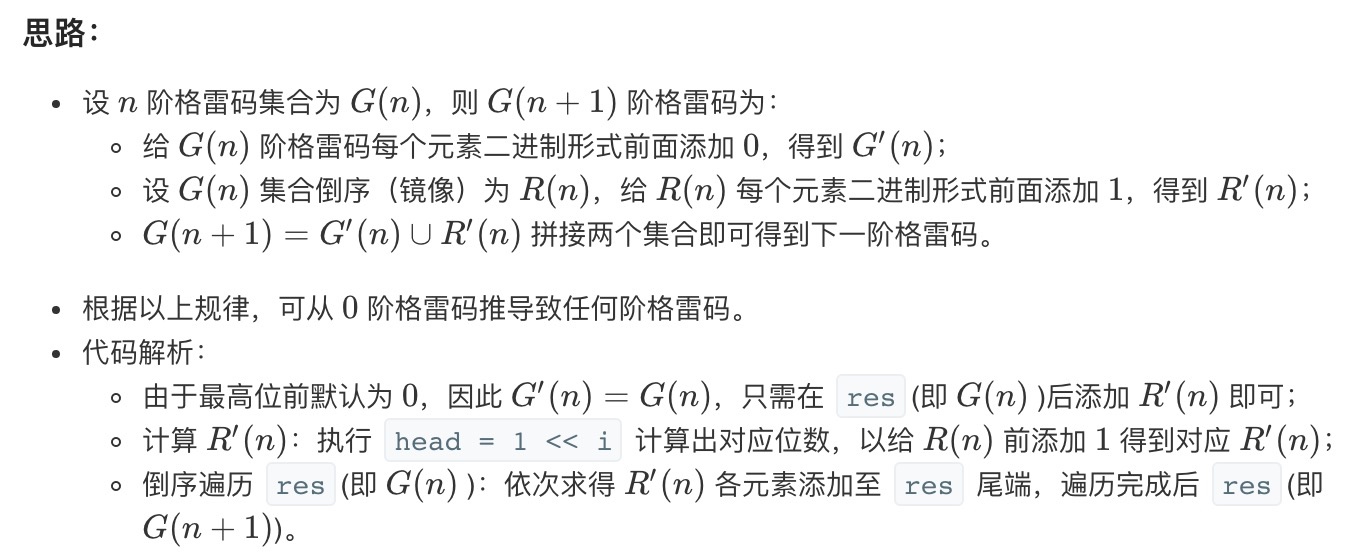 思路：
• 设 n 阶格雷码集合为 G(n)，则 G(n + 1) 阶格雷码为：
◦ 给 G(n) 阶格雷码每个元素二进制形式前面添加 0，得到 G′(n)；
◦ 设 G(n) 集合倒序（镜像）为 R(n)，给 R(n) 每个元素二进制形式前面添加 1，得到 R′(n)；
◦ G(n + 1) = G′(n) ∪ R′(n) 拼接两个集合即可得到下一阶格雷码。
• 根据以上规律，可从 0 阶格雷码推导致任何阶格雷码。
• 代码解析：
◦ 由于最高位前默认为 0，因此 G′(n) = G(n)，只需在 res (即 G(n) )后添加 R′(n) 即可；
◦ 计算 R′(n)：执行 head = 1 << i 计算出对应位数，以给 R(n) 前添加 1 得到对应 R′(n)；
◦ 倒序遍历 res (即 G(n) )：依次求得 R′(n) 各元素添加至 res 尾端，遍历完成后 res (即
G(n + 1))。